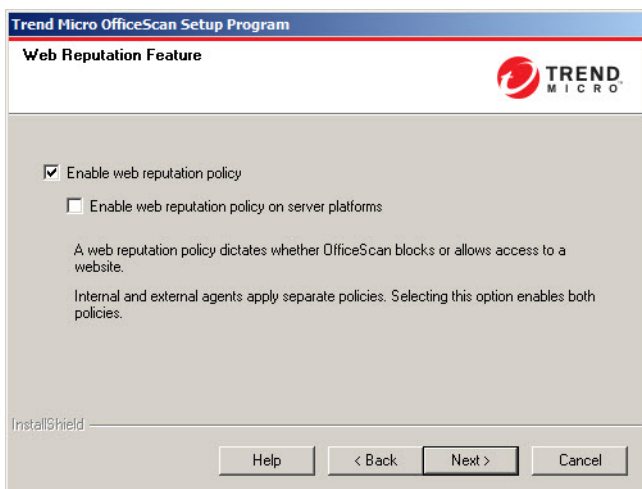 Trend Micro OfficeScan Setup Program
Web Reputation Feature
TREND
MICRO
Enable web reputation policy
Enable web reputation policy on server platforms
A web reputation policy dictates whether OfficeScan blocks or allows access to a
website.
Internal and external agents apply separate policies. Selecting this option enables both
policies.
InstallShield
Help
< Back
Next >
Cancel